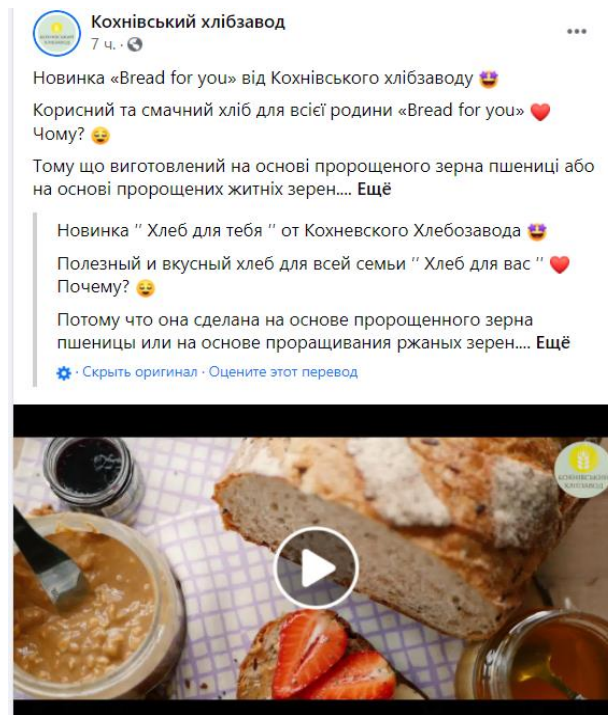 Кохнівський хлібзавод
7 ч. ·
Новинка «Bread for you» від Кохнівського хлібзаводу 🤩
Корисний та смачний хліб для всієї родини «Bread for you» ♥️
Чому? 😌
Тому що виготовлений на основі пророщеного зерна пшениці або
на основі пророщених житніх зерен.... Ещё
Новинка ″ Хлеб для тебя ″ от Кохневского Хлебозавода 🤩
Полезный и вкусный хлеб для всей семьи ″ Хлеб для вас ″ ♥️
Почему? 😌
Потому что она сделана на основе пророщенного зерна
пшеницы или на основе проращивания ржаных зерен.... Ещё
· Скрыть оригинал · Оцените этот перевод
КОХНІВСЬКИЙ
ХЛІБЗАВОД